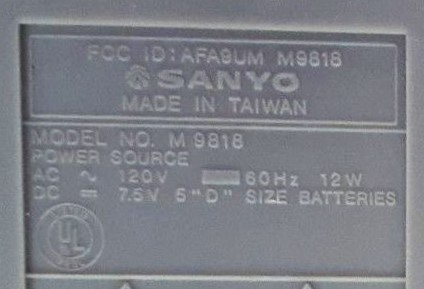 FCC ID:AFA9UM M9818
SANYO
MADE IN TAIWAN
MODEL NO. M 9818
POWER SOURCE
AC ∼ 120V 60Hz 12W
DC ⎓ 7.5V 5"D" SIZE BATTERIES
UL